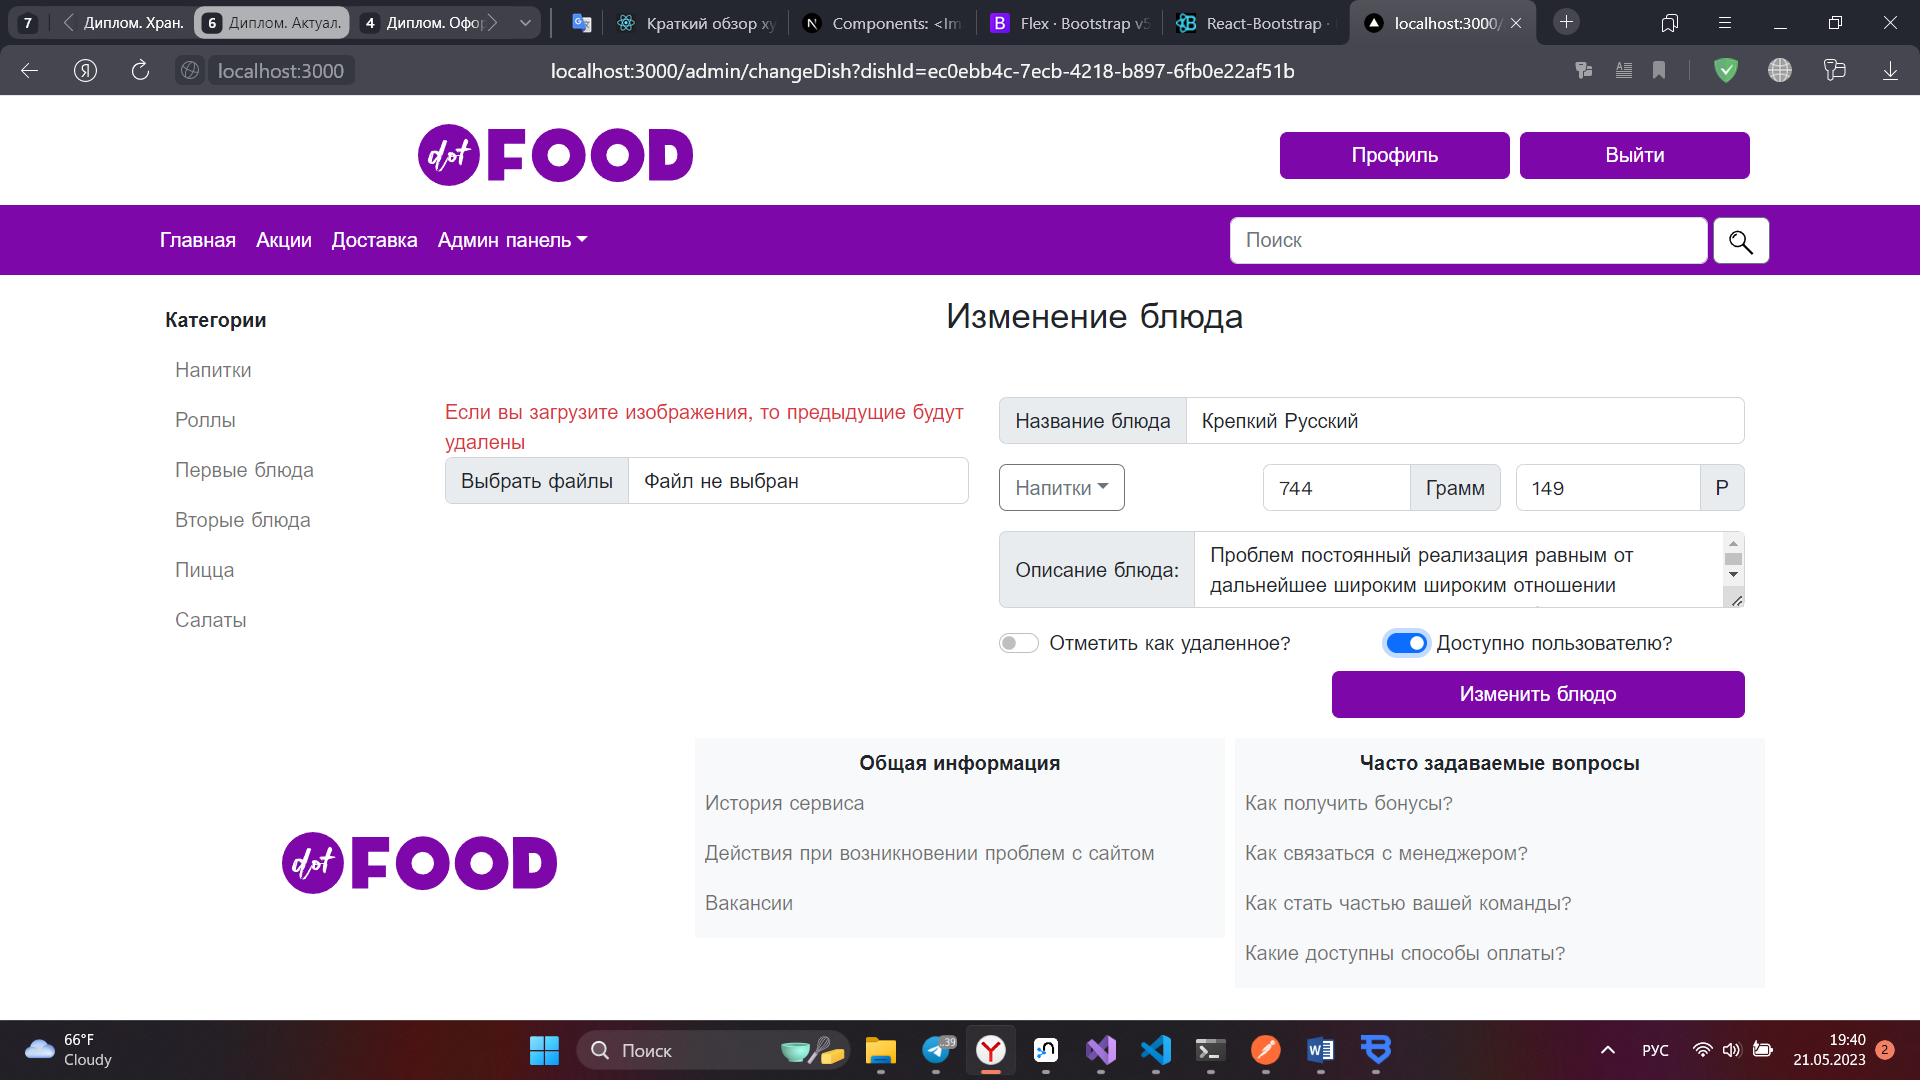 7
Диплом. Хран.
6
Диплом. Актуал.
4
Диплом. Офор
Краткий обзор ху
Components: <Im
Flex · Bootstrap v5
React-Bootstrap ·
localhost:3000/
localhost:3000
localhost:3000/admin/changeDish?dishId=ec0ebb4c-7ecb-4218-b897-6fb0e22af51b
dot FOOD
Профиль
Выйти
Главная
Акции
Доставка
Админ панель
Поиск
Категории
Напитки
Роллы
Первые блюда
Вторые блюда
Пицца
Салаты
Изменение блюда
Если вы загрузите изображения, то предыдущие будут
удалены
Выбрать файлы
Файл не выбран
Название блюда
Крепкий Русский
Напитки
744
Грамм
149
Р
Описание блюда:
Проблем постоянный реализация равным от
дальнейшее широким широким отношении
Отметить как удаленное?
Доступно пользователю?
Изменить блюдо
dot FOOD
Общая информация
История сервиса
Действия при возникновении проблем с сайтом
Вакансии
Часто задаваемые вопросы
Как получить бонусы?
Как связаться с менеджером?
Как стать частью вашей команды?
Какие доступны способы оплаты?
66°F
Cloudy
Поиск
..39
РУС
19:40
21.05.2023
2